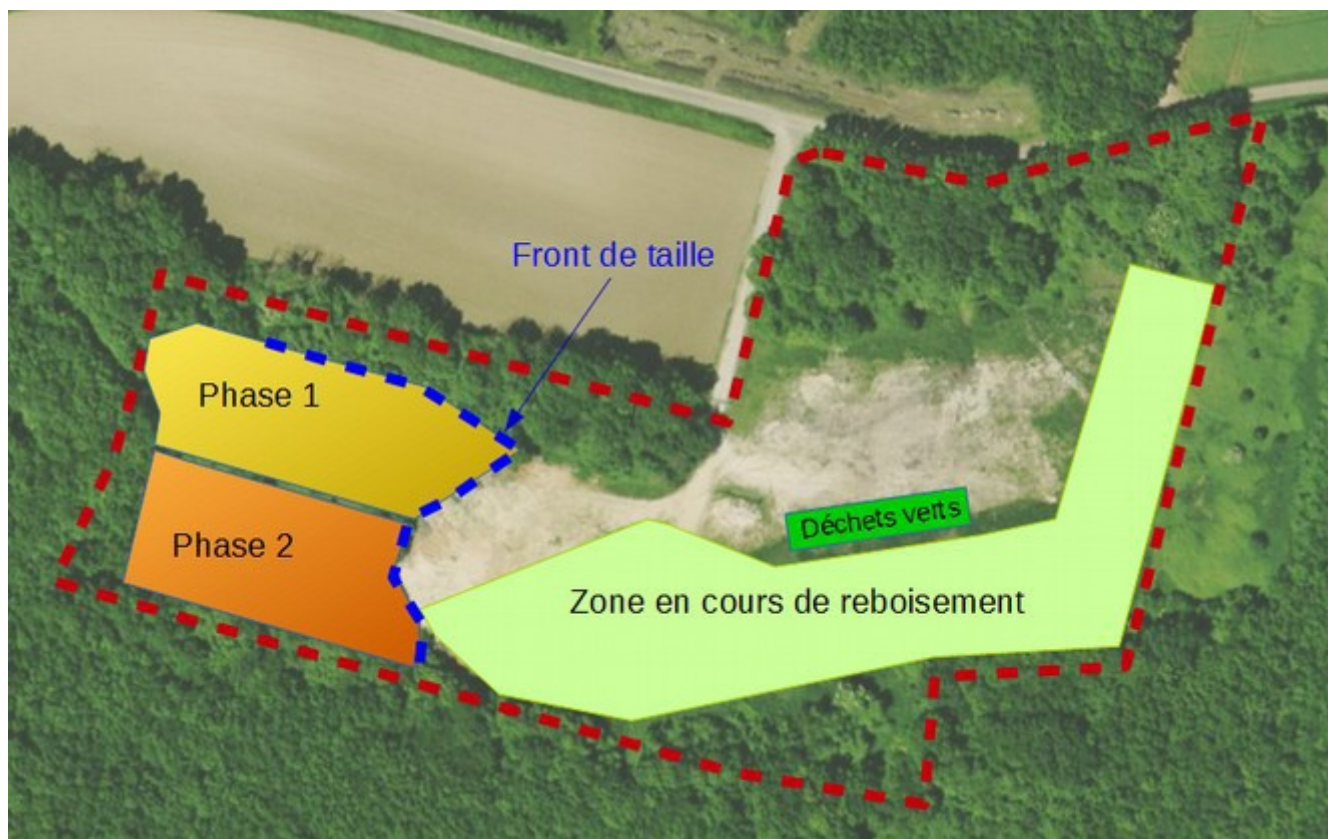 Front de taille
Phase 1
Déchets verts
Phase 2
Zone en cours de reboisement